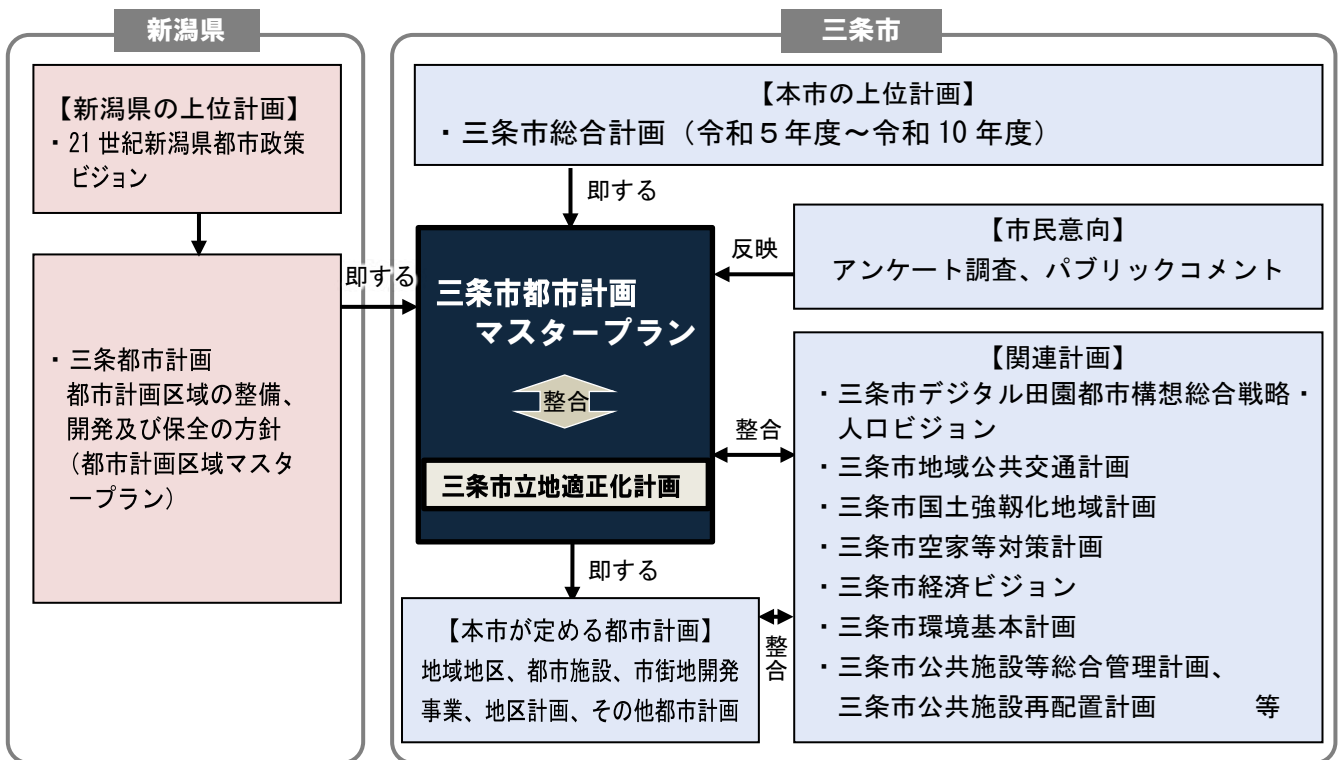 新潟県
【新潟県の上位計画】
・21世紀新潟県都市政策
ビジョン
・三条都市計画
都市計画区域の整備、
開発及び保全の方針
（都市計画区域マスタ
ープラン）
即する
三条市
【本市の上位計画】
・三条市総合計画（令和５年度～令和10年度）
即する
三条市都市計画
マスタープラン
整合
三条市立地適正化計画
反映
【市民意向】
アンケート調査、パブリックコメント
整合
【関連計画】
・三条市デジタル田園都市構想総合戦略・
人口ビジョン
・三条市地域公共交通計画
・三条市国土強靱化地域計画
・三条市空家等対策計画
・三条市経済ビジョン
・三条市環境基本計画
・三条市公共施設等総合管理計画、
三条市公共施設再配置計画　　　等
即する
【本市が定める都市計画】
地域地区、都市施設、市街地開発
事業、地区計画、その他都市計画
整
合